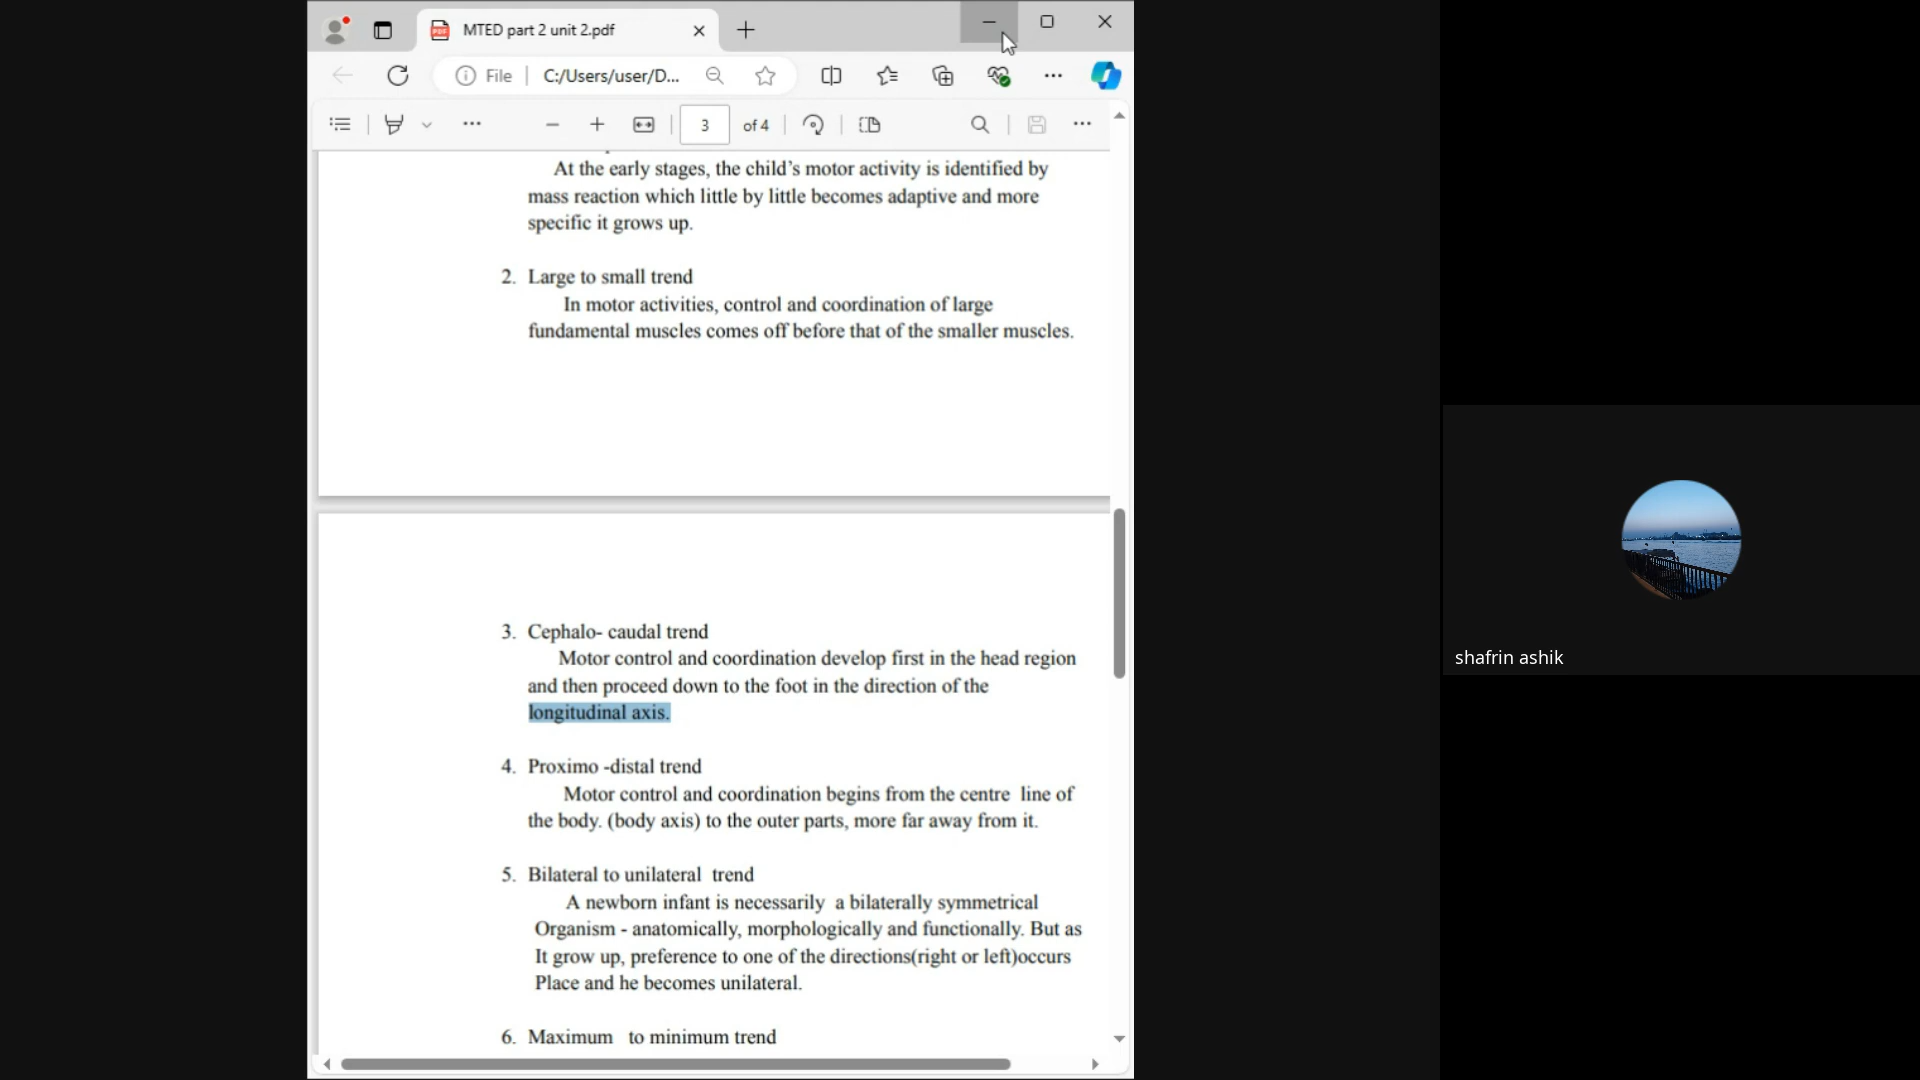 MTED part 2 unit 2.pdf
File
C:/Users/user/D...
3
of 4
At the early stages, the child’s motor activity is identified by
mass reaction which little by little becomes adaptive and more
specific it grows up.
2. Large to small trend
In motor activities, control and coordination of large
fundamental muscles comes off before that of the smaller muscles.
3. Cephalo- caudal trend
Motor control and coordination develop first in the head region
and then proceed down to the foot in the direction of the
longitudinal axis.
4. Proximo -distal trend
Motor control and coordination begins from the centre line of
the body. (body axis) to the outer parts, more far away from it.
5. Bilateral to unilateral trend
A newborn infant is necessarily a bilaterally symmetrical
Organism - anatomically, morphologically and functionally. But as
It grow up, preference to one of the directions(right or left)occurs
Place and he becomes unilateral.
6. Maximum to minimum trend
shafrin ashik